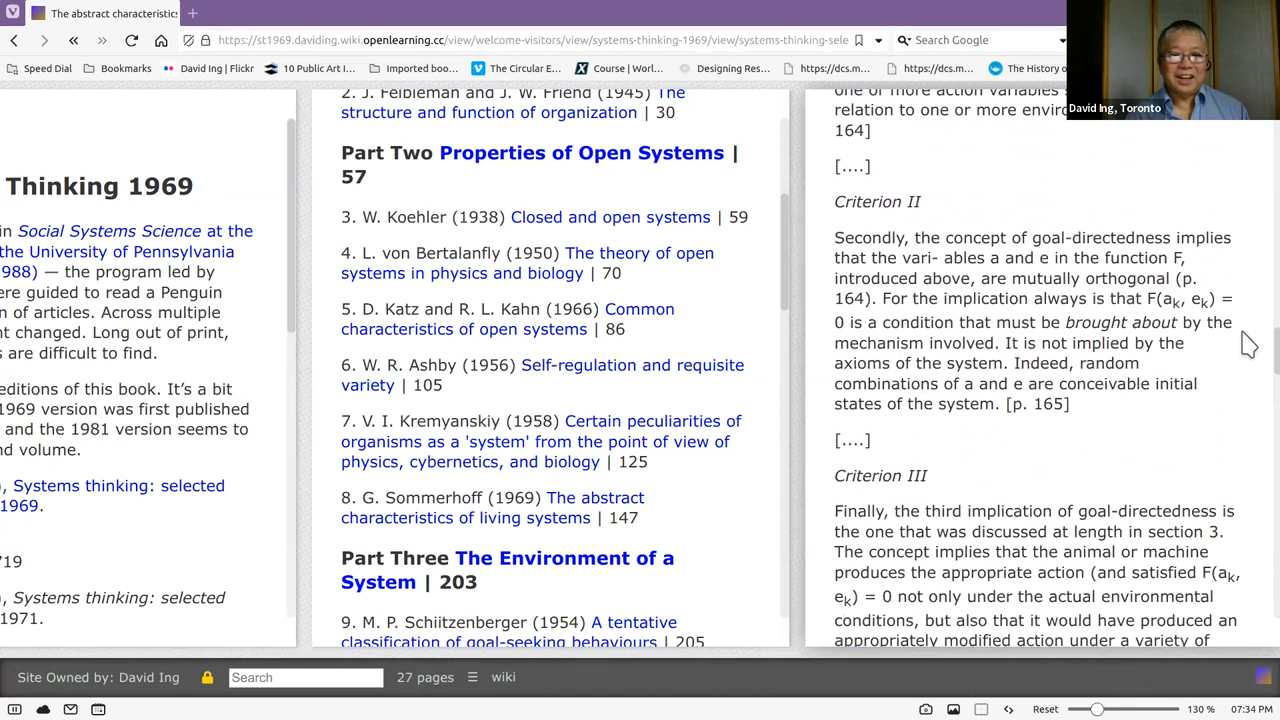 The abstract characteristics
https://st1969.daviding.wiki.openlearning.cc/view/welcome-visitors/view/systems-thinking-1969/view/systems-thinking-sele
Search Google
Speed Dial
Bookmarks
David Ing | Flickr
10 Public Art I...
Imported boo...
The Circular E...
Course | Worl...
Designing Res...
https://dcs.m...
https://dcs.m...
The History o
David Ing, Toronto
Thinking 1969
in Social Systems Science at the
the University of Pennsylvania
988) — the program led by
ere guided to read a Penguin
n of articles. Across multiple
nt changed. Long out of print,
s are difficult to find.
editions of this book. It's a bit
1969 version was first published
and the 1981 version seems to
nd volume.
), Systems thinking: selected
1969.
719
), Systems thinking: selected
1971.
2. J. Feibleman and J. W. Friend (1945) The
structure and function of organization | 30
Part Two Properties of Open Systems |
57
3. W. Koehler (1938) Closed and open systems | 59
4. L. von Bertalanfly (1950) The theory of open
systems in physics and biology | 70
5. D. Katz and R. L. Kahn (1966) Common
characteristics of open systems | 86
6. W. R. Ashby (1956) Self-regulation and requisite
variety | 105
7. V. I. Kremyanskiy (1958) Certain peculiarities of
organisms as a 'system' from the point of view of
physics, cybernetics, and biology | 125
8. G. Sommerhoff (1969) The abstract
characteristics of living systems | 147
Part Three The Environment of a
System | 203
9. M. P. Schiitzenberger (1954) A tentative
classification of goal-seeking behaviours | 205
one or more action variables
relation to one or more enviro
164]
[....]
Criterion II
Secondly, the concept of goal-directedness implies
that the vari- ables a and e in the function F,
introduced above, are mutually orthogonal (p.
164). For the implication always is that F(ak, ek) =
0 is a condition that must be brought about by the
mechanism involved. It is not implied by the
axioms of the system. Indeed, random
combinations of a and e are conceivable initial
states of the system. [p. 165]
[....]
Criterion III
Finally, the third implication of goal-directedness is
the one that was discussed at length in section 3.
The concept implies that the animal or machine
produces the appropriate action (and satisfied F(ak,
ek) = 0 not only under the actual environmental
conditions, but also that it would have produced an
appropriately modified action under a variety of
Site Owned by: David Ing
Search
27 pages
wiki
Reset
130 %
07:34 PM